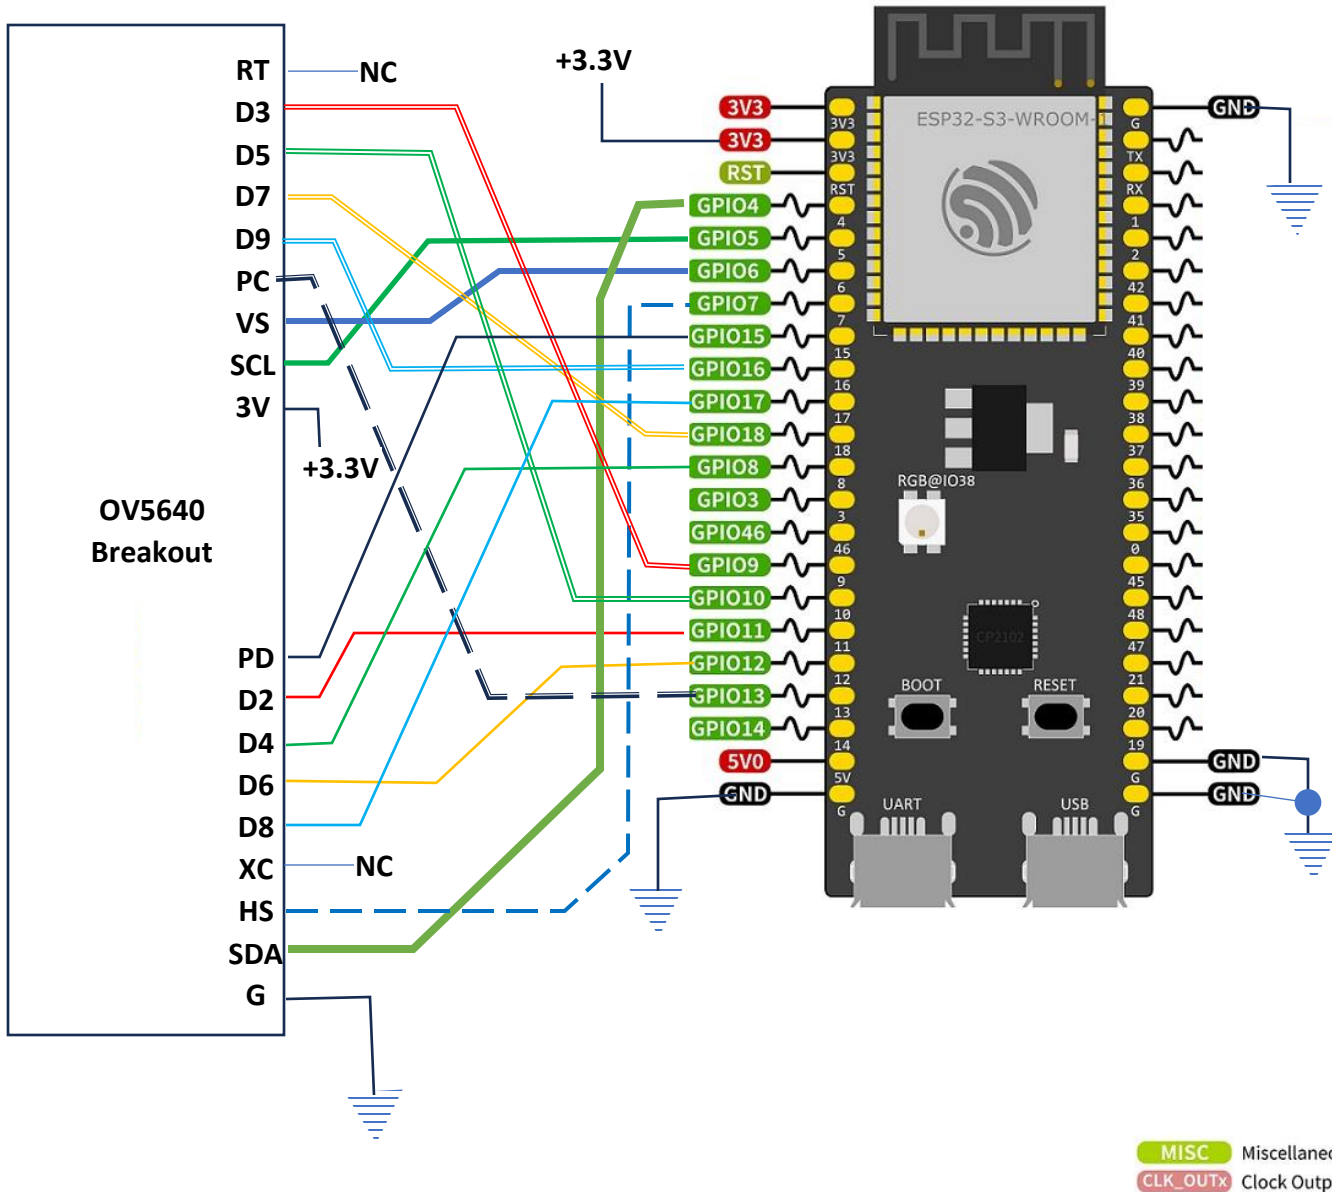 RT
NC
D3
D5
D7
D9
PC
VS
SCL
3V
+3.3V
OV5640
Breakout
PD
D2
D4
D6
D8
XC
NC
HS
SDA
G
+3.3V
3V3
3V3
RST
GPIO4
GPIO5
GPIO6
GPIO7
GPIO15
GPIO16
GPIO17
GPIO18
GPIO8
GPIO3
GPIO46
GPIO9
GPIO10
GPIO11
GPIO12
GPIO13
GPIO14
5V0
GND
3V3
3V3
RST
4
5
6
7
15
16
17
18
8
3
46
9
10
11
12
13
14
5V
G
ESP32-S3-WROOM-1
RGB@IO38
CP2102
BOOT
RESET
UART
USB
G
TX
RX
1
2
42
41
40
39
38
37
36
35
0
45
48
47
21
20
19
G
G
GND
GND
GND
MISC
Miscellaned
CLK_OUTx
Clock Outp